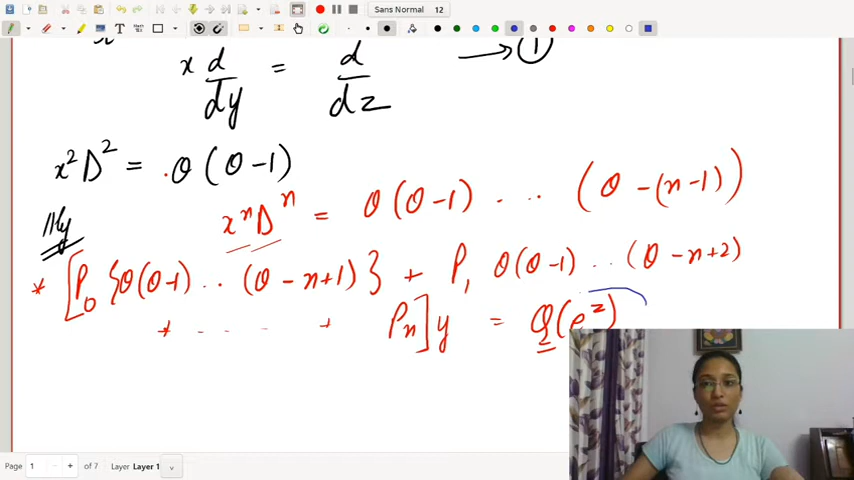 Sans Normal 12
x d/dy = d/dz → ①
x²D² = θ(θ-1)
||ly xⁿDⁿ = θ(θ-1) . .. (θ-(n-1))
* [P₀{θ(θ-1) . .. (θ-n+1)} + P₁ θ(θ-1) . .. (θ-n+2)
+ - .. - .. + Pn]y = Q(e^z)
Page 1 of 7 Layer Layer 1